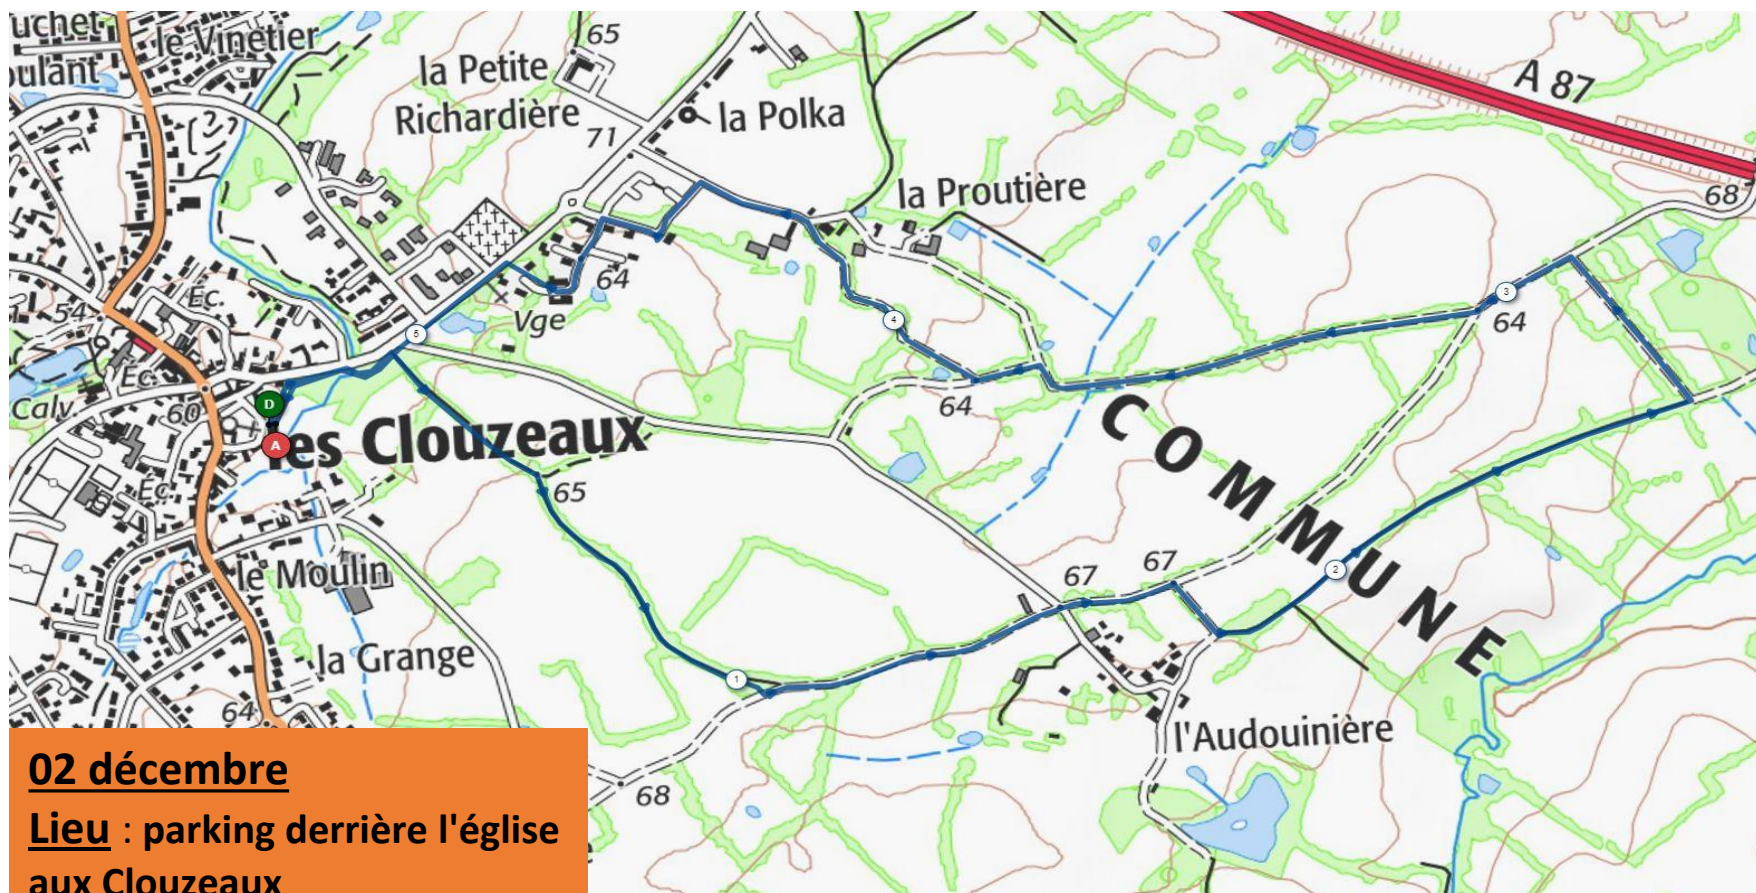 uchet
le Vinetier
oulant
65
la Petite
Richardière
la Polka
71
A 87
la Proutière
68
64
Éc.
54
Vge
3
64
4
5
Éc.
Calv.
60
D
A
les Clouzeaux
64
COMMUNE
Éc.
65
67
67
2
le Moulin
la Grange
1
64
l'Audouinière
68
02 décembre
Lieu : parking derrière l'église
aux Clouzeaux